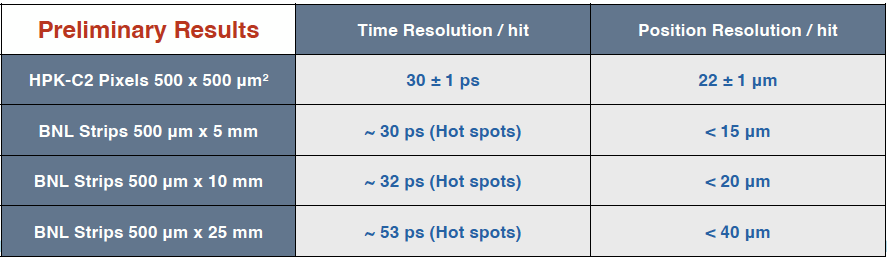 Preliminary Results Time Resolution / hit Position Resolution / hit
HPK-C2 Pixels 500 x 500 µm² 30 ± 1 ps 22 ± 1 µm
BNL Strips 500 µm x 5 mm ~ 30 ps (Hot spots) < 15 µm
BNL Strips 500 µm x 10 mm ~ 32 ps (Hot spots) < 20 µm
BNL Strips 500 µm x 25 mm ~ 53 ps (Hot spots) < 40 µm